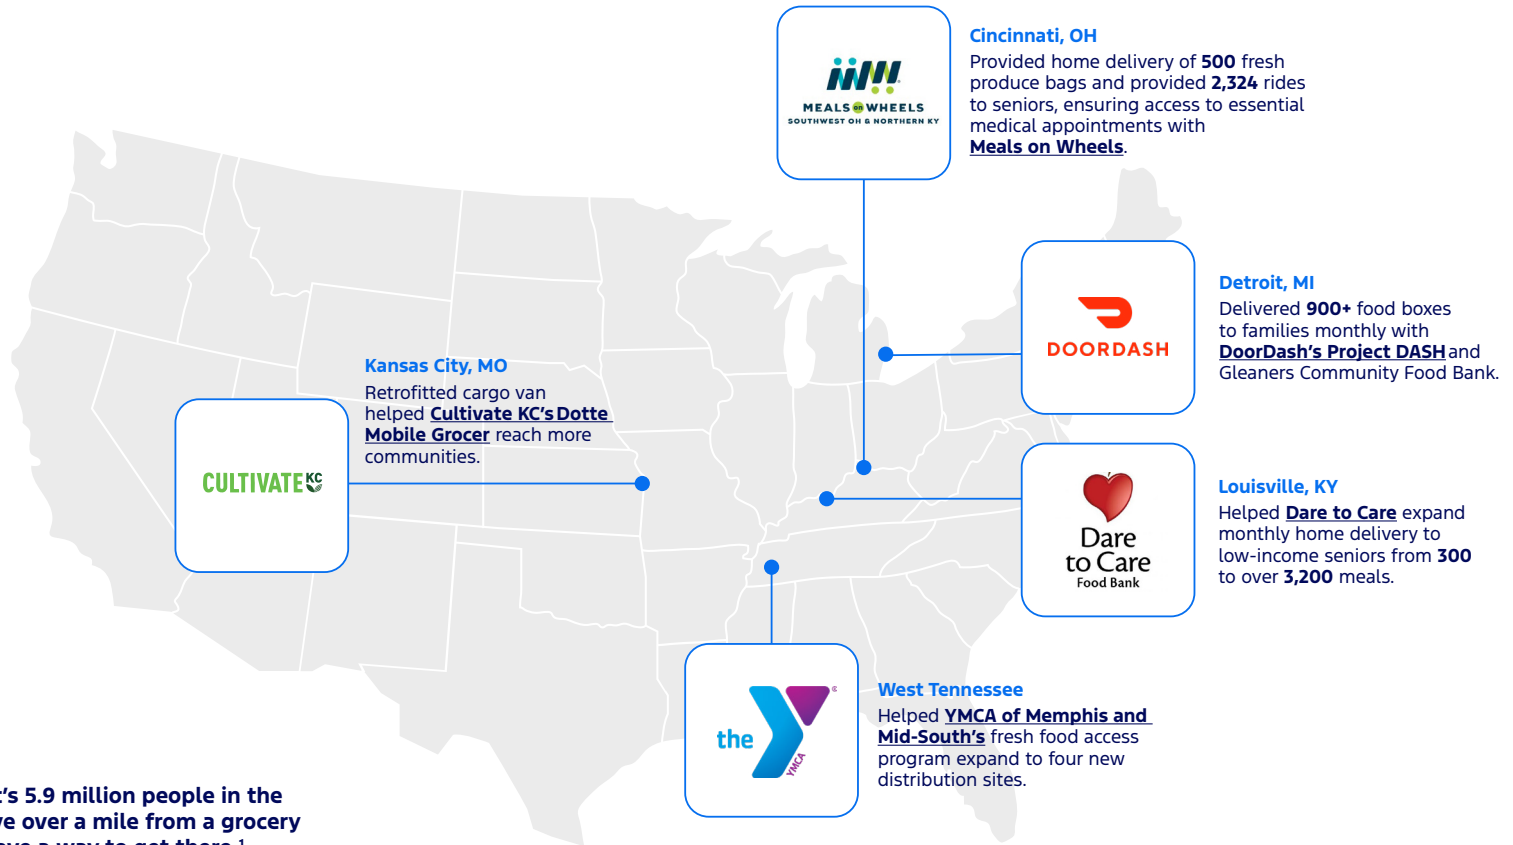 Cincinnati, OH
Provided home delivery of 500 fresh
produce bags and provided 2,324 rides
to seniors, ensuring access to essential
medical appointments with
Meals on Wheels.
MEALS on WHEELS
SOUTHWEST OH & NORTHERN KY
Detroit, MI
Delivered 900+ food boxes
to families monthly with
DoorDash's Project DASH and
Gleaners Community Food Bank.
DOORDASH
Kansas City, MO
Retrofitted cargo van
helped Cultivate KC's Dotte
Mobile Grocer reach more
communities.
CULTIVATE KC
Louisville, KY
Helped Dare to Care expand
monthly home delivery to
low-income seniors from 300
to over 3,200 meals.
Dare
to Care
Food Bank
West Tennessee
Helped YMCA of Memphis and
Mid-South's fresh food access
program expand to four new
distribution sites.
the
YMCA
®
's 5.9 million people in the
ve over a mile from a grocery
a way to get there.¹